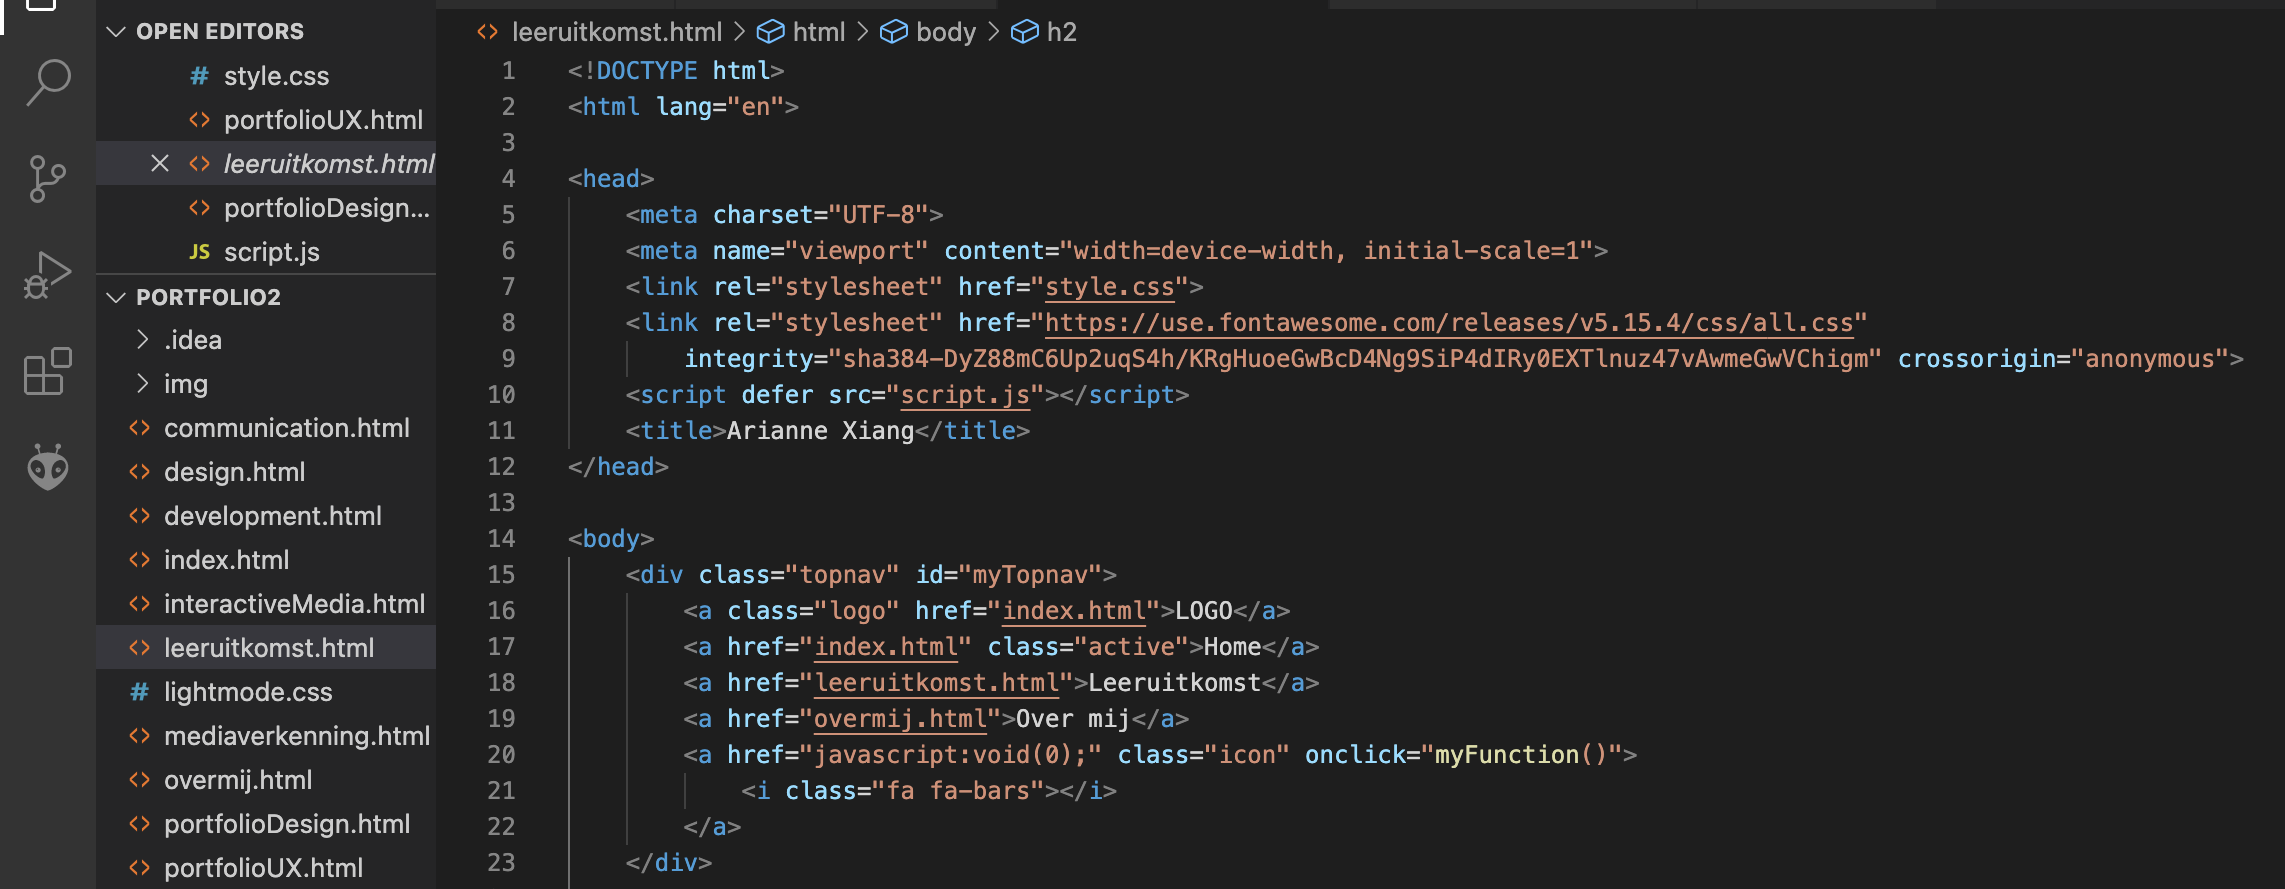 OPEN EDITORS
# style.css
<> portfolioUX.html
<> leeruitkomst.html
<> portfolioDesign...
JS script.js
PORTFOLIO2
> .idea
> img
<> communication.html
<> design.html
<> development.html
<> index.html
<> interactiveMedia.html
<> leeruitkomst.html
# lightmode.css
<> mediaverkenning.html
<> overmij.html
<> portfolioDesign.html
<> portfolioUX.html
<> leeruitkomst.html > html > body > h2
1 <!DOCTYPE html>
2 <html lang="en">
3
4 <head>
5 <meta charset="UTF-8">
6 <meta name="viewport" content="width=device-width, initial-scale=1">
7 <link rel="stylesheet" href="style.css">
8 <link rel="stylesheet" href="https://use.fontawesome.com/releases/v5.15.4/css/all.css"
9 integrity="sha384-DyZ88mC6Up2uqS4h/KRgHuoeGwBcD4Ng9SiP4dIRy0EXTlnuz47vAwmeGwVChigm" crossorigin="anonymous">
10 <script defer src="script.js"></script>
11 <title>Arianne Xiang</title>
12 </head>
13
14 <body>
15 <div class="topnav" id="myTopnav">
16 <a class="logo" href="index.html">LOGO</a>
17 <a href="index.html" class="active">Home</a>
18 <a href="leeruitkomst.html">Leeruitkomst</a>
19 <a href="overmij.html">Over mij</a>
20 <a href="javascript:void(0);" class="icon" onclick="myFunction()">
21 <i class="fa fa-bars"></i>
22 </a>
23 </div>